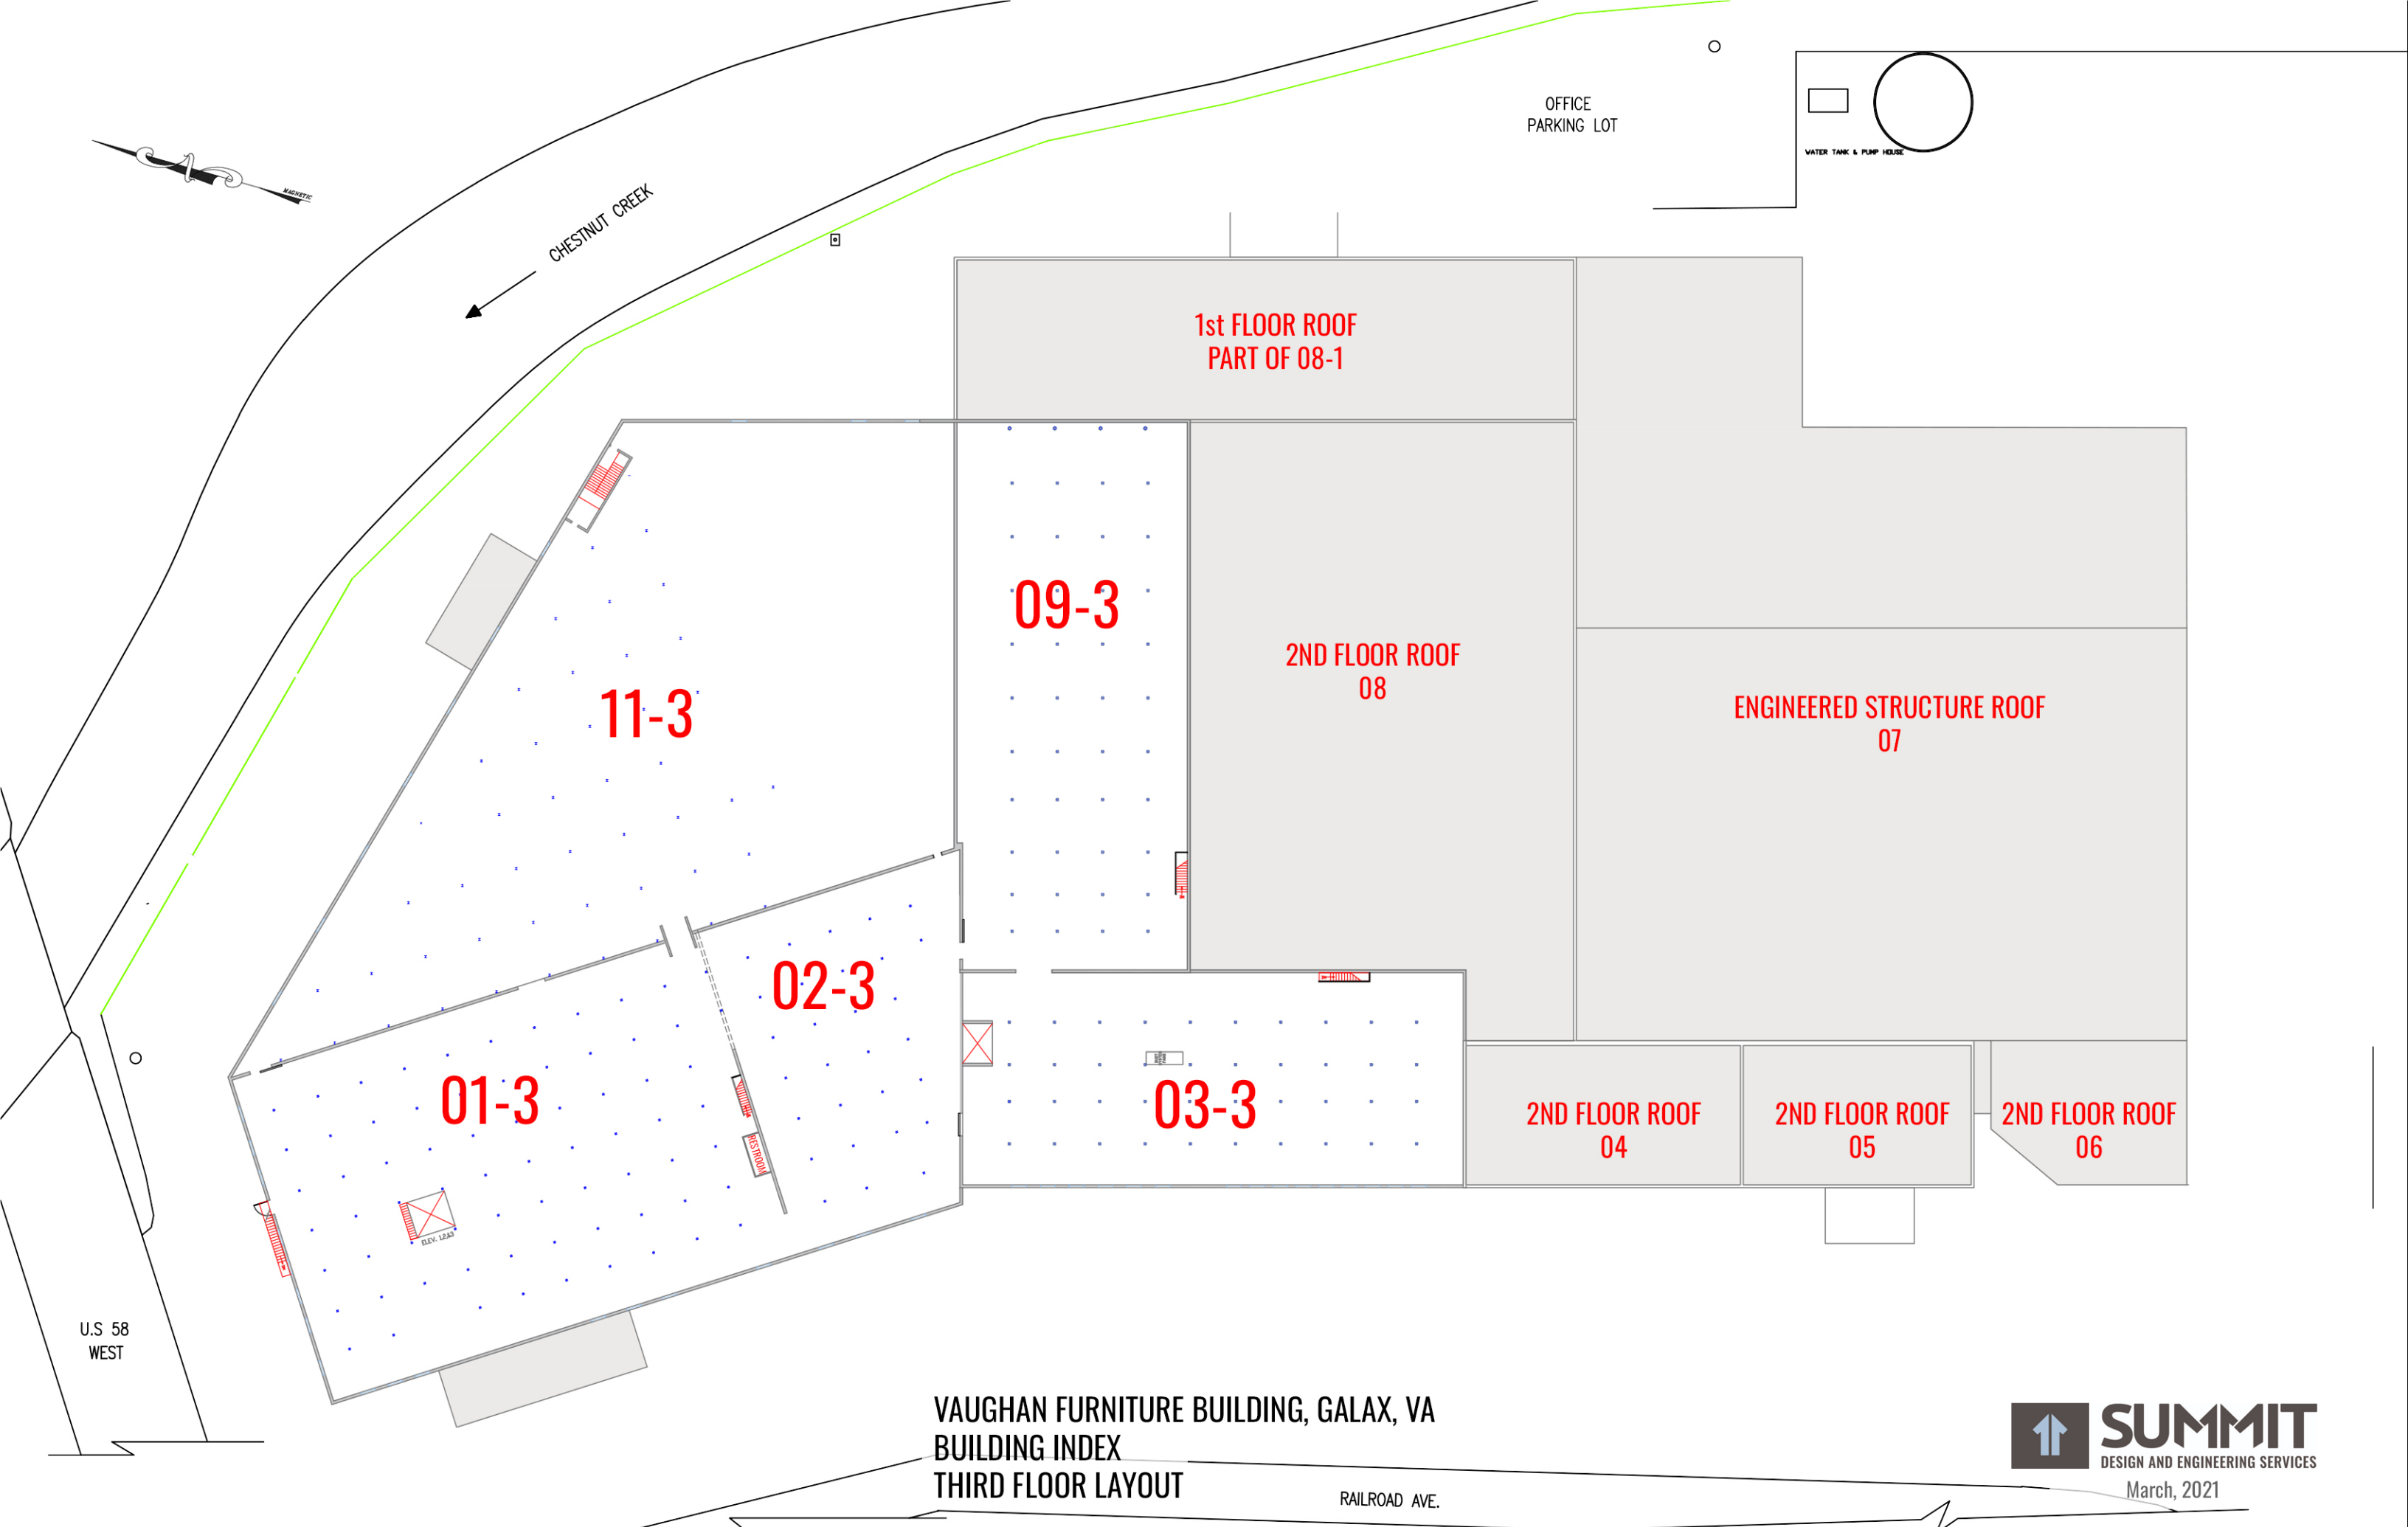 OFFICE
PARKING LOT
WATER TANK & PUMP HOUSE
MAGNETIC
CHESTNUT CREEK
1st FLOOR ROOF
PART OF 08-1
09-3
2ND FLOOR ROOF
08
11-3
ENGINEERED STRUCTURE ROOF
07
02-3
01-3
03-3
RESTROOM
2ND FLOOR ROOF
04
2ND FLOOR ROOF
05
2ND FLOOR ROOF
06
U.S 58
WEST
VAUGHAN FURNITURE BUILDING, GALAX, VA
BUILDING INDEX
THIRD FLOOR LAYOUT
RAILROAD AVE.
SUMMIT
DESIGN AND ENGINEERING SERVICES
March, 2021